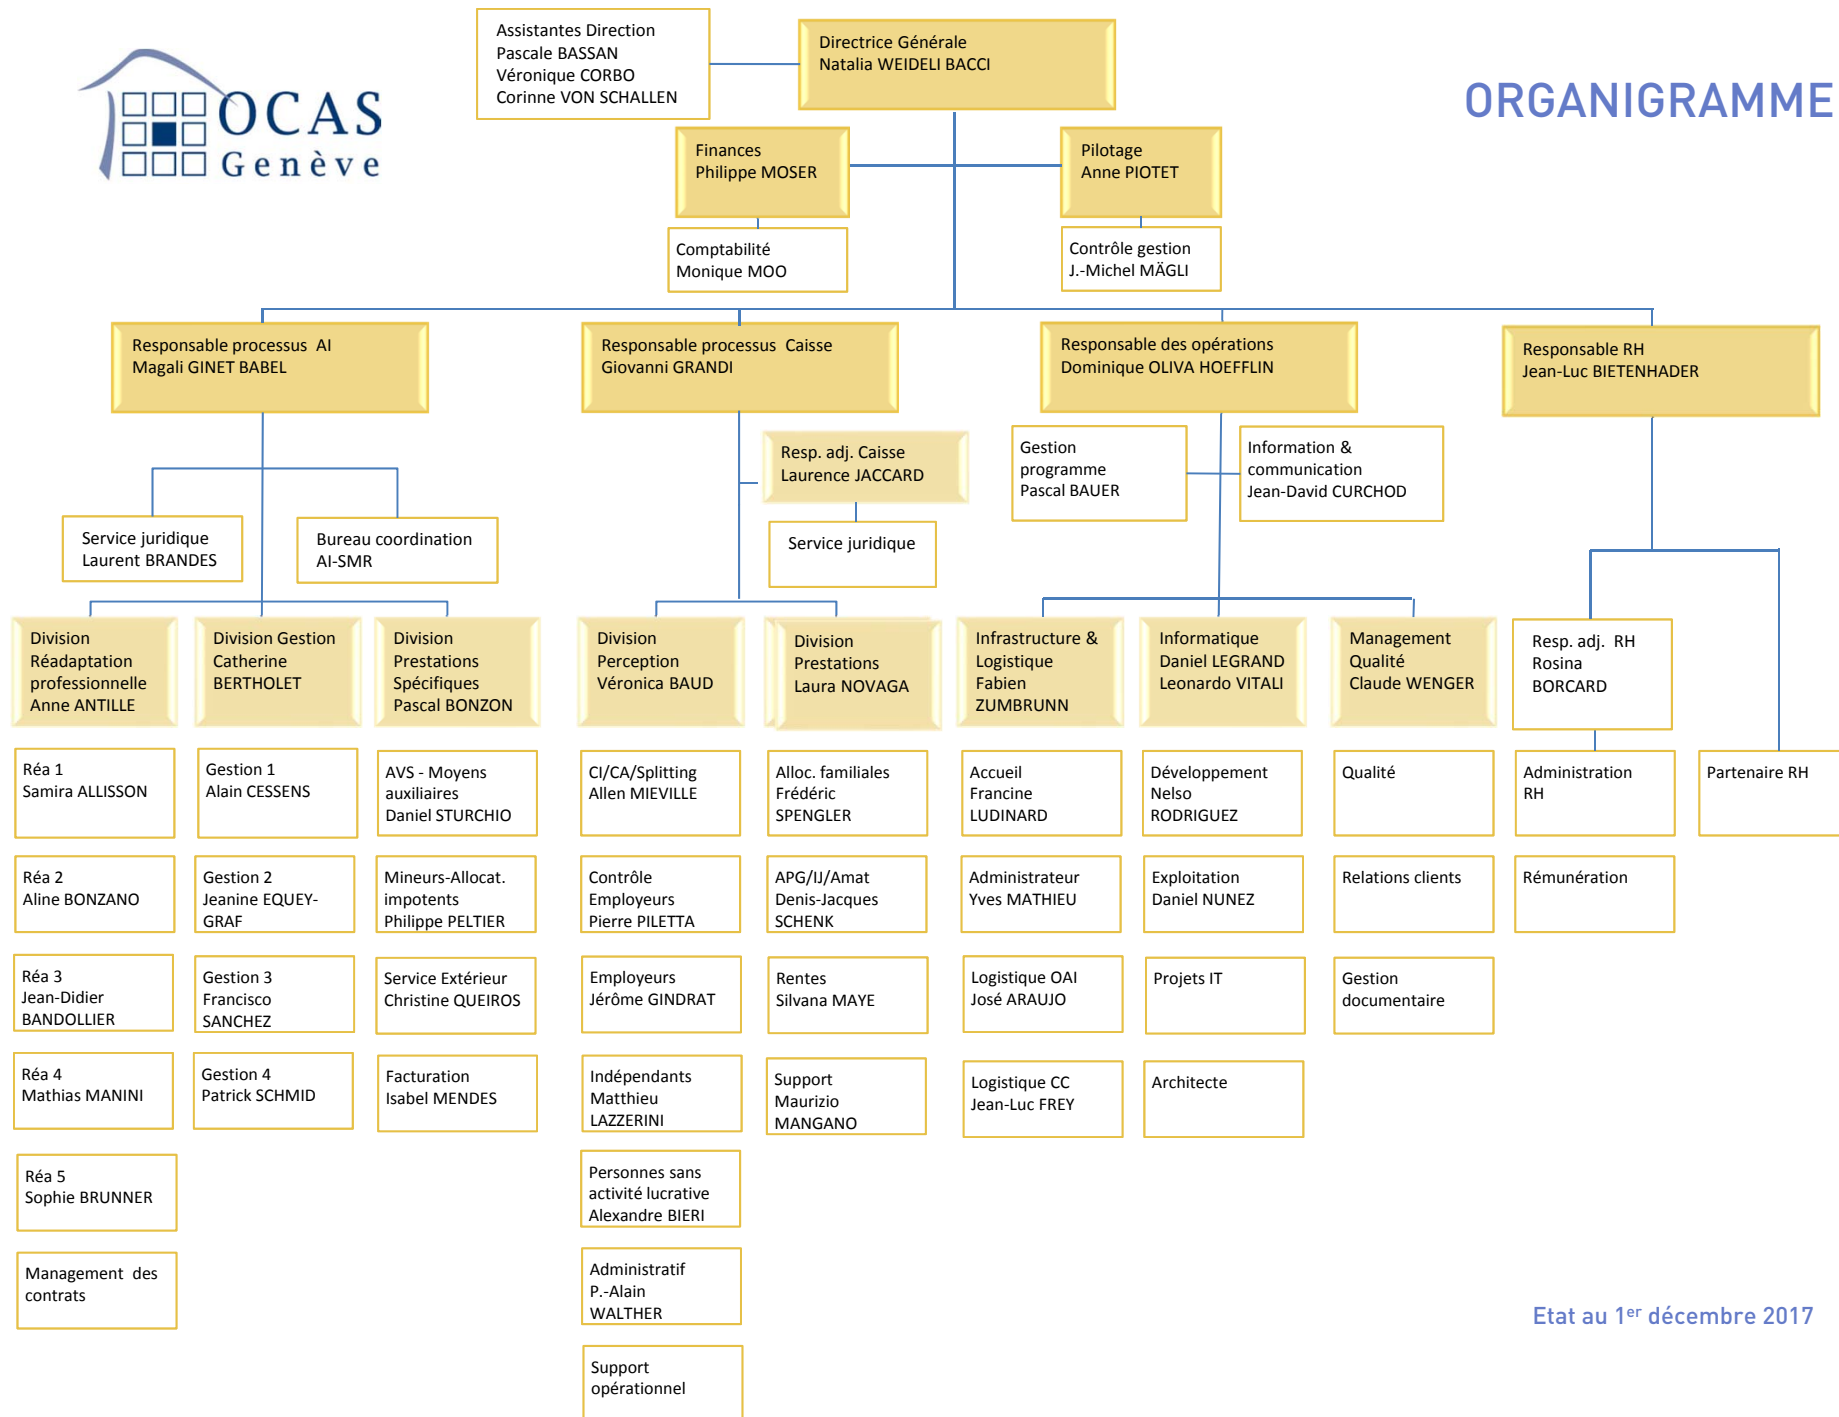 OCAS
Genève
Assistantes Direction
Pascale BASSAN
Véronique CORBO
Corinne VON SCHALLEN
Directrice Générale
Natalia WEIDELI BACCI
ORGANIGRAMME
Finances
Philippe MOSER
Pilotage
Anne PIOTET
Comptabilité
Monique MOO
Contrôle gestion
J.-Michel MÄGLI
Responsable processus AI
Magali GINET BABEL
Responsable processus Caisse
Giovanni GRANDI
Responsable des opérations
Dominique OLIVA HOEFFLIN
Responsable RH
Jean-Luc BIETENHADER
Resp. adj. Caisse
Laurence JACCARD
Gestion
programme
Pascal BAUER
Information &
communication
Jean-David CURCHOD
Service juridique
Laurent BRANDES
Bureau coordination
AI-SMR
Service juridique
Division
Réadaptation
professionnelle
Anne ANTILLE
Division Gestion
Catherine
BERTHOLET
Division
Prestations
Spécifiques
Pascal BONZON
Division
Perception
Véronica BAUD
Division
Prestations
Laura NOVAGA
Infrastructure &
Logistique
Fabien
ZUMBRUNN
Informatique
Daniel LEGRAND
Leonardo VITALI
Management
Qualité
Claude WENGER
Resp. adj. RH
Rosina
BORCARD
Réa 1
Samira ALLISSON
Gestion 1
Alain CESSENS
AVS - Moyens
auxiliaires
Daniel STURCHIO
CI/CA/Splitting
Allen MIEVILLE
Alloc. familiales
Frédéric
SPENGLER
Accueil
Francine
LUDINARD
Développement
Nelso
RODRIGUEZ
Qualité
Administration
RH
Partenaire RH
Réa 2
Aline BONZANO
Gestion 2
Jeanine EQUEY-
GRAF
Mineurs-Allocat.
impotents
Philippe PELTIER
Contrôle
Employeurs
Pierre PILETTA
APG/IJ/Amat
Denis-Jacques
SCHENK
Administrateur
Yves MATHIEU
Exploitation
Daniel NUNEZ
Relations clients
Rémunération
Réa 3
Jean-Didier
BANDOLLIER
Gestion 3
Francisco
SANCHEZ
Service Extérieur
Christine QUEIROS
Employeurs
Jérôme GINDRAT
Rentes
Silvana MAYE
Logistique OAI
José ARAUJO
Projets IT
Gestion
documentaire
Réa 4
Mathias MANINI
Gestion 4
Patrick SCHMID
Facturation
Isabel MENDES
Indépendants
Matthieu
LAZZERINI
Support
Maurizio
MANGANO
Logistique CC
Jean-Luc FREY
Architecte
Réa 5
Sophie BRUNNER
Personnes sans
activité lucrative
Alexandre BIERI
Management des
contrats
Administratif
P.-Alain
WALTHER
Support
opérationnel
Etat au 1er décembre 2017